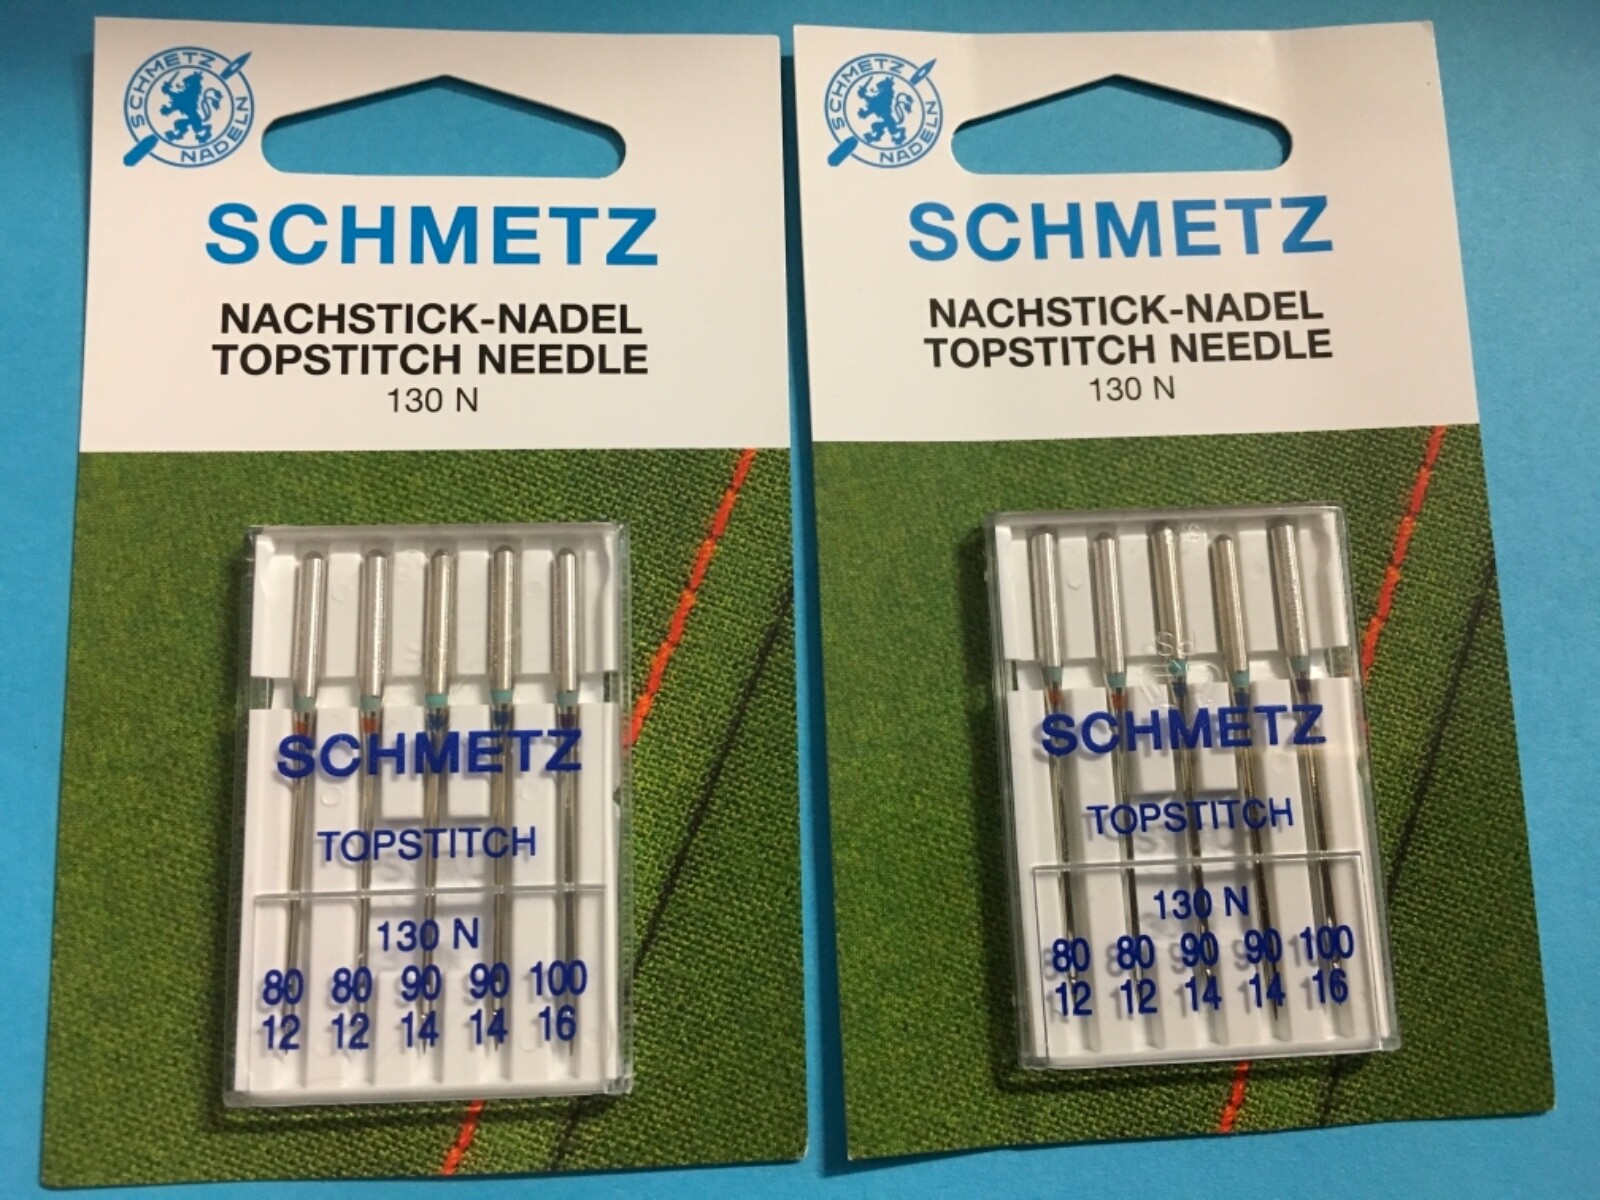 SCHMETZ NADELN
SCHMETZ
NACHSTICK-NADEL
TOPSTITCH NEEDLE
130 N
SCHMETZ
TOPSTITCH
130 N
80 80 90 90 100
12 12 14 14 16
SCHMETZ NADELN
SCHMETZ
NACHSTICK-NADEL
TOPSTITCH NEEDLE
130 N
SCHMETZ
TOPSTITCH
130 N
80 80 90 90 100
12 12 14 14 16